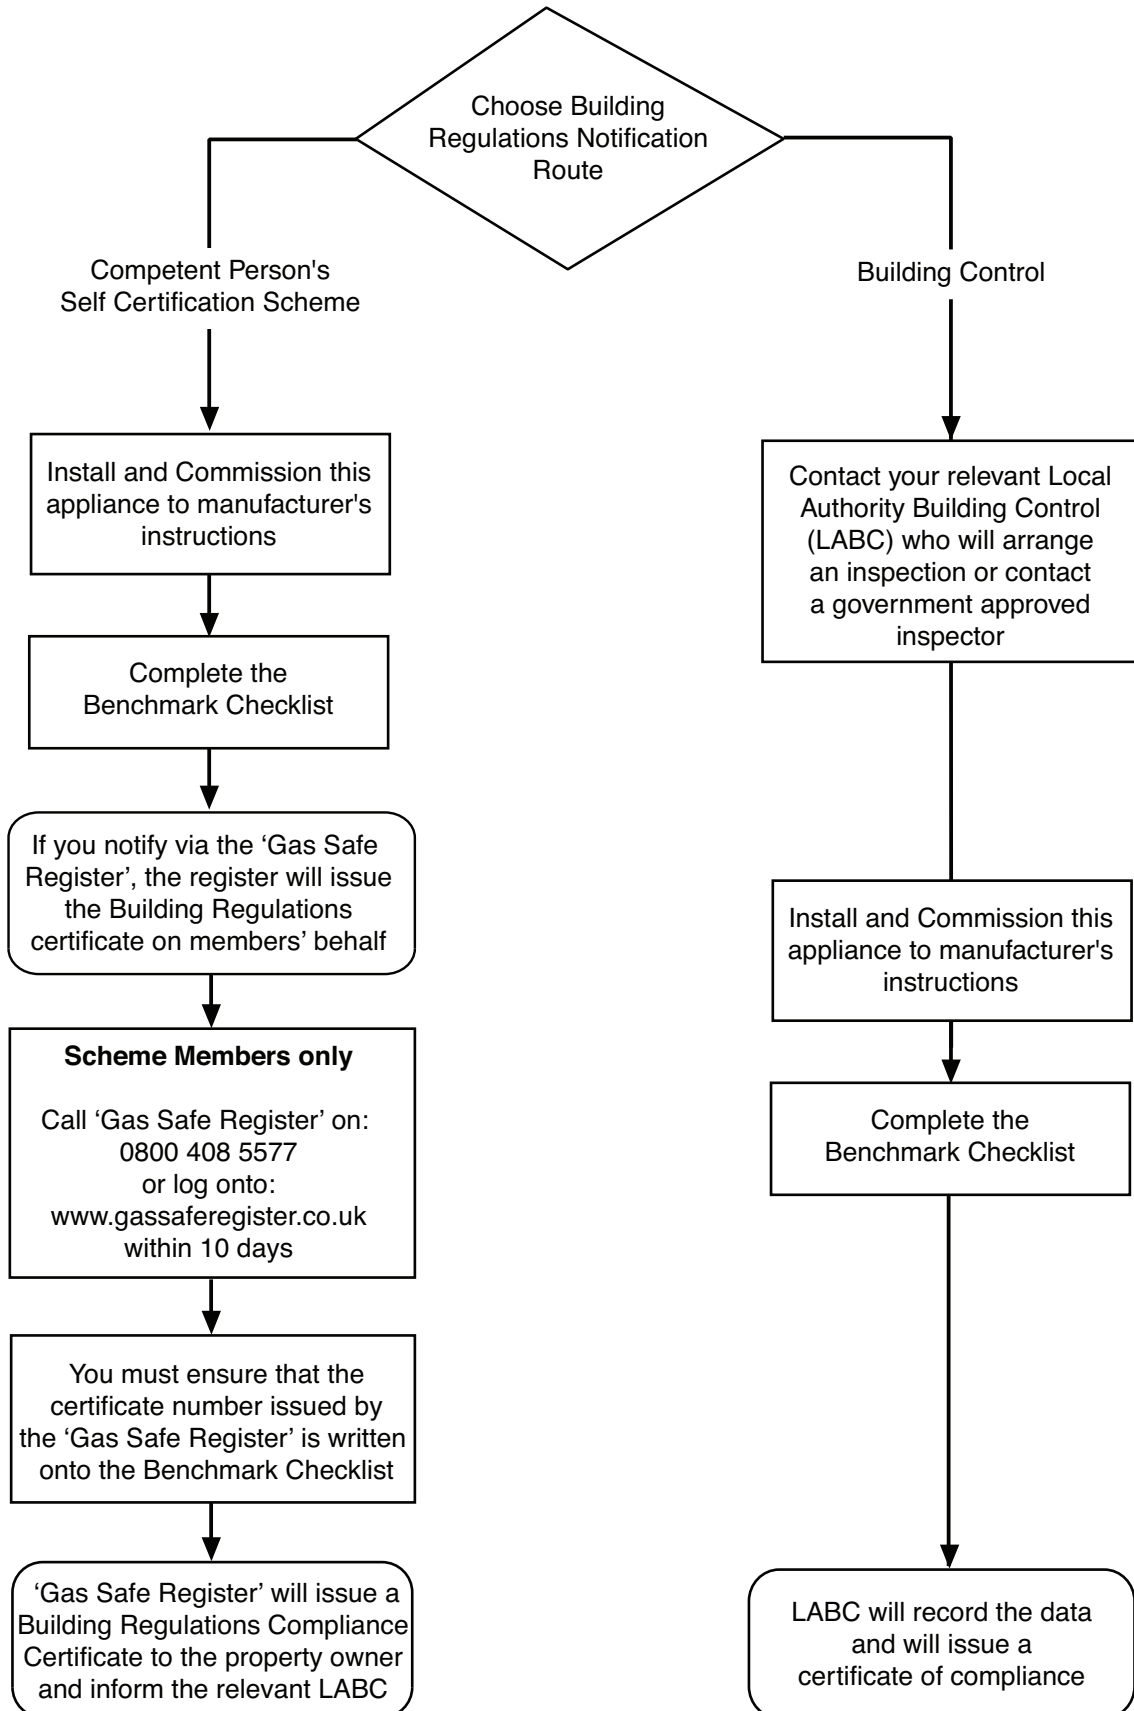 Choose Building
Regulations Notification
Route
Competent Person's
Self Certification Scheme
Building Control
Install and Commission this
appliance to manufacturer's
instructions
Complete the
Benchmark Checklist
If you notify via the ‘Gas Safe
Register’, the register will issue
the Building Regulations
certificate on members’ behalf
Scheme Members only
Call ‘Gas Safe Register’ on:
0800 408 5577
or log onto:
www.gassaferegister.co.uk
within 10 days
You must ensure that the
certificate number issued by
the ‘Gas Safe Register’ is written
onto the Benchmark Checklist
‘Gas Safe Register’ will issue a
Building Regulations Compliance
Certificate to the property owner
and inform the relevant LABC
Contact your relevant Local
Authority Building Control
(LABC) who will arrange
an inspection or contact
a government approved
inspector
Install and Commission this
appliance to manufacturer's
instructions
Complete the
Benchmark Checklist
LABC will record the data
and will issue a
certificate of compliance